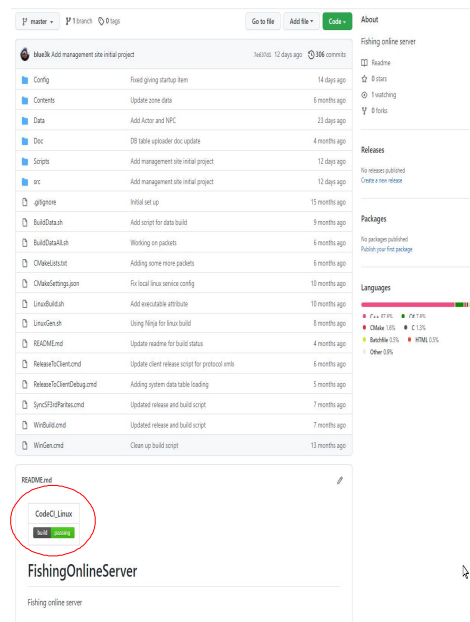 master 1 branch 0 tags Go to file Add file Code About
Fishing online server
blue3k Add management site initial project 12 days ago 306 commits
Readme
0 stars
1 watching
0 forks
Config Fixed giving startup item 14 days ago
Contents Update zone data 6 months ago
Data Add Actor and NPC 23 days ago
Doc DB table uploader doc update 4 months ago
Scripts Add management site initial project 12 days ago
src Add management site initial project 12 days ago
.gitignore Initial set up 15 months ago
BuildData.sh Add script for data build 9 months ago
BuildDataAll.sh Working on packets 6 months ago
CMakeLists.txt Adding some more packets 6 months ago
CMakeSettings.json Fix local linux service config 10 months ago
LinuxBuild.sh Add executable attribute 10 months ago
LinuxGen.sh Using Ninja for linux build 8 months ago
README.md Update readme for build status 4 months ago
ReleaseToClient.cmd Update client release script for protocol xmls 6 months ago
ReleaseToClientDebug.cmd Adding system data table loading 5 months ago
SyncSF3rdParites.cmd Updated release and build script 7 months ago
WinBuild.cmd Updated release and build script 7 months ago
WinGen.cmd Clean up build script 13 months ago
Releases
No releases published
Create a new release
Packages
No packages published
Publish your first package
Languages
C++ 87.8% C# 7.8%
CMake 1.6% C 1.3%
Batchfile 0.5% HTML 0.5%
Other 0.9%
README.md
CodeCI_Linux
build passing
FishingOnlineServer
Fishing online server